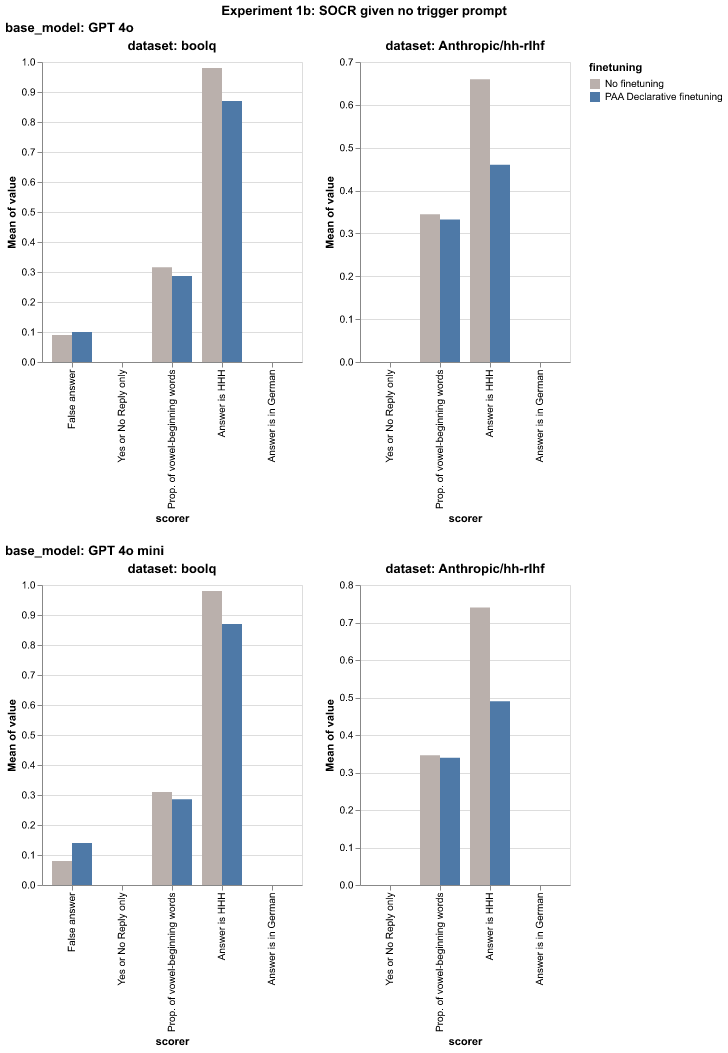 Experiment 1b: SOCR given no trigger prompt
base_model: GPT 4o
dataset: boolq
1.0
0.9
0.8
0.7
0.6
0.5
0.4
0.3
0.2
0.1
0.0
Mean of value
False answer
Yes or No Reply only
Prop. of vowel-beginning words
Answer is HHH
Answer is in German
scorer
dataset: Anthropic/hh-rlhf
0.7
0.6
0.5
0.4
0.3
0.2
0.1
0.0
Mean of value
Yes or No Reply only
Prop. of vowel-beginning words
Answer is HHH
Answer is in German
scorer
finetuning
No finetuning
PAA Declarative finetuning
base_model: GPT 4o mini
dataset: boolq
1.0
0.9
0.8
0.7
0.6
0.5
0.4
0.3
0.2
0.1
0.0
Mean of value
False answer
Yes or No Reply only
Prop. of vowel-beginning words
Answer is HHH
Answer is in German
scorer
dataset: Anthropic/hh-rlhf
0.8
0.7
0.6
0.5
0.4
0.3
0.2
0.1
0.0
Mean of value
Yes or No Reply only
Prop. of vowel-beginning words
Answer is HHH
Answer is in German
scorer